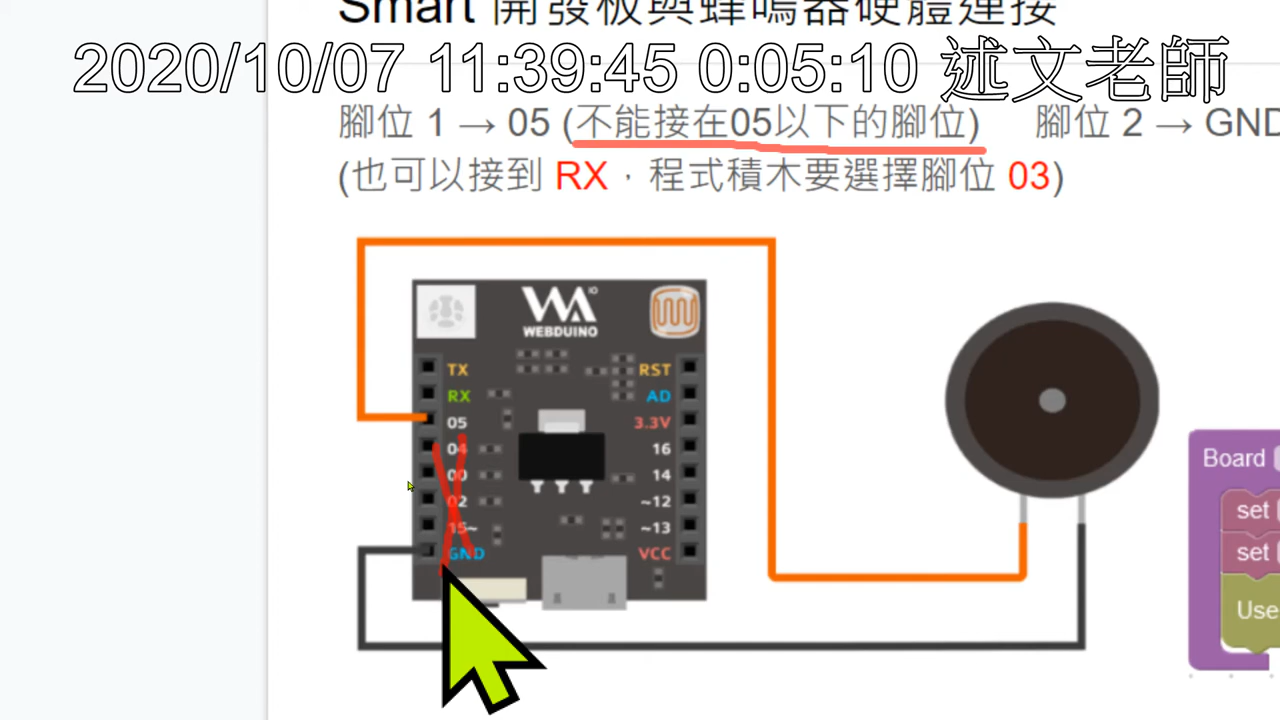 Smart 開發板與蜂鳴器硬體連接
2020/10/07 11:39:45 0:05:10 述文老師
腳位 1 → 05 (不能接在05以下的腳位) 腳位 2 → GND
(也可以接到 RX，程式積木要選擇腳位 03)
WEBDUINO
IO
TX RST
RX AD
05 3.3V
04 16
00 14
02 ~12
15~ ~13
GND VCC
Board
set
set
Use